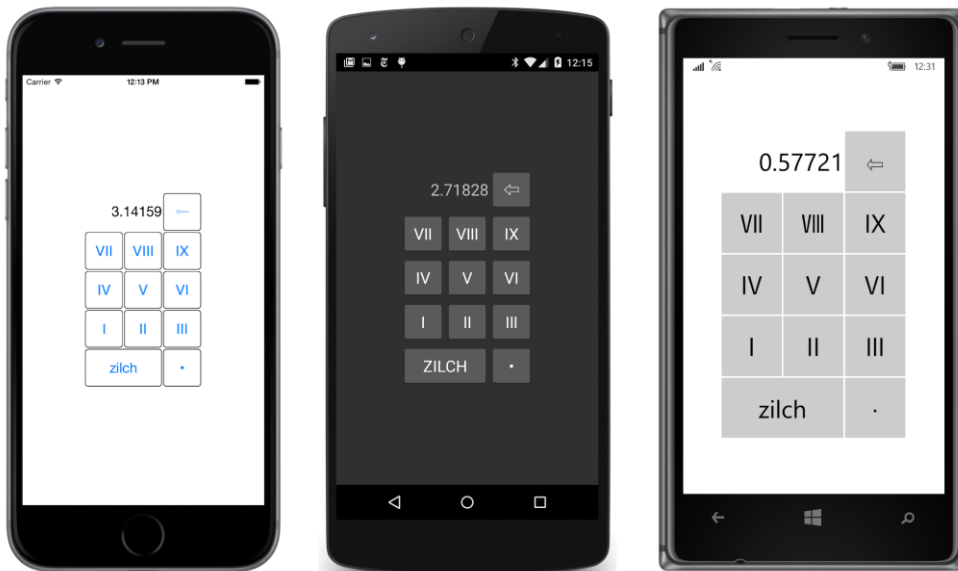 Carrier 12:13 PM
3.14159
VII VIII IX
IV V VI
I II III
zilch .
12:15
2.71828
VII VIII IX
IV V VI
I II III
ZILCH .
12:31
0.57721
VII VIII IX
IV V VI
I II III
zilch .